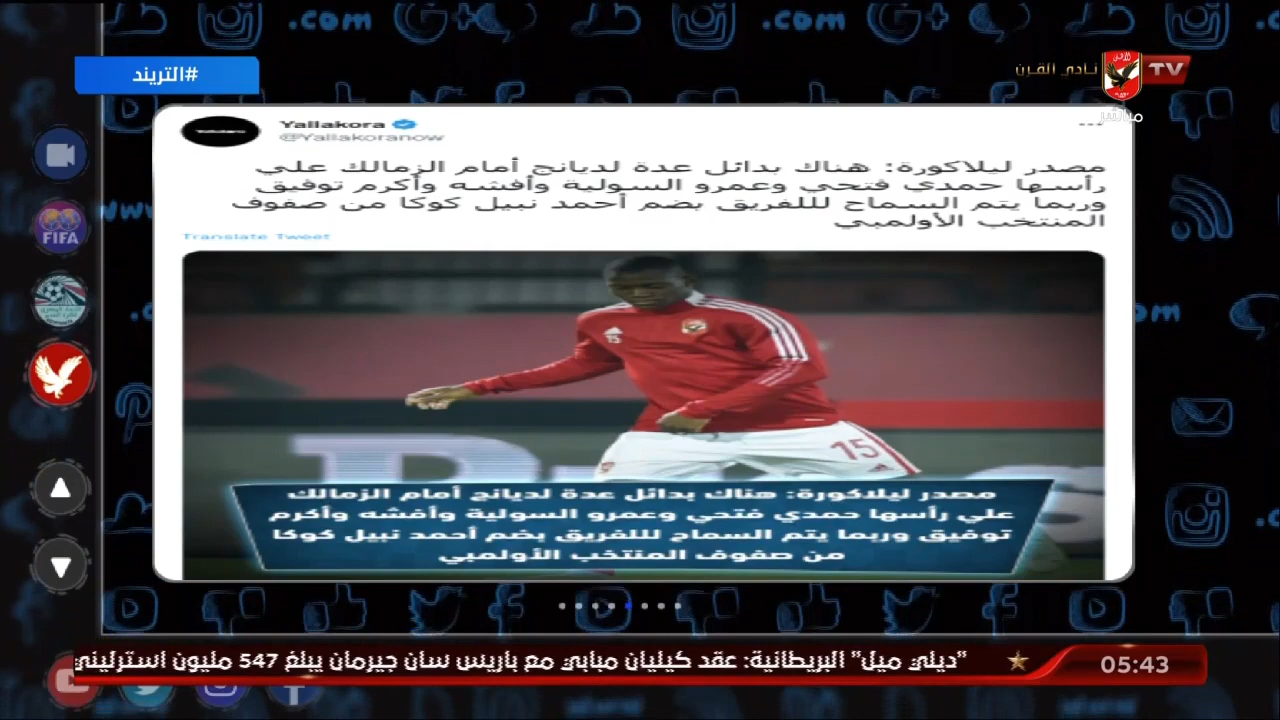 #التريند
نادي القرن
TV
مباشر
Yallakora
@Yallakoranow
مصدر ليلاكورة: هناك بدائل عدة لديانج أمام الزمالك علي
رأسها حمدي فتحي وعمرو السولية وأفشه وأكرم توفيق
وربما يتم السماح لللفريق بضم أحمد نبيل كوكا من صفوف
المنتخب الأولمبي
Translate Tweet
FIFA
15
15
مصدر ليلاكورة: هناك بدائل عدة لديانج أمام الزمالك
علي رأسها حمدي فتحي وعمرو السولية وأفشه وأكرم
توفيق وربما يتم السماح لللفريق بضم أحمد نبيل كوكا
من صفوف المنتخب الأولمبي
"ديلي ميل" البريطانية: عقد كيليان مبابي مع باريس سان جيرمان يبلغ 547 مليون استرليني
05:43